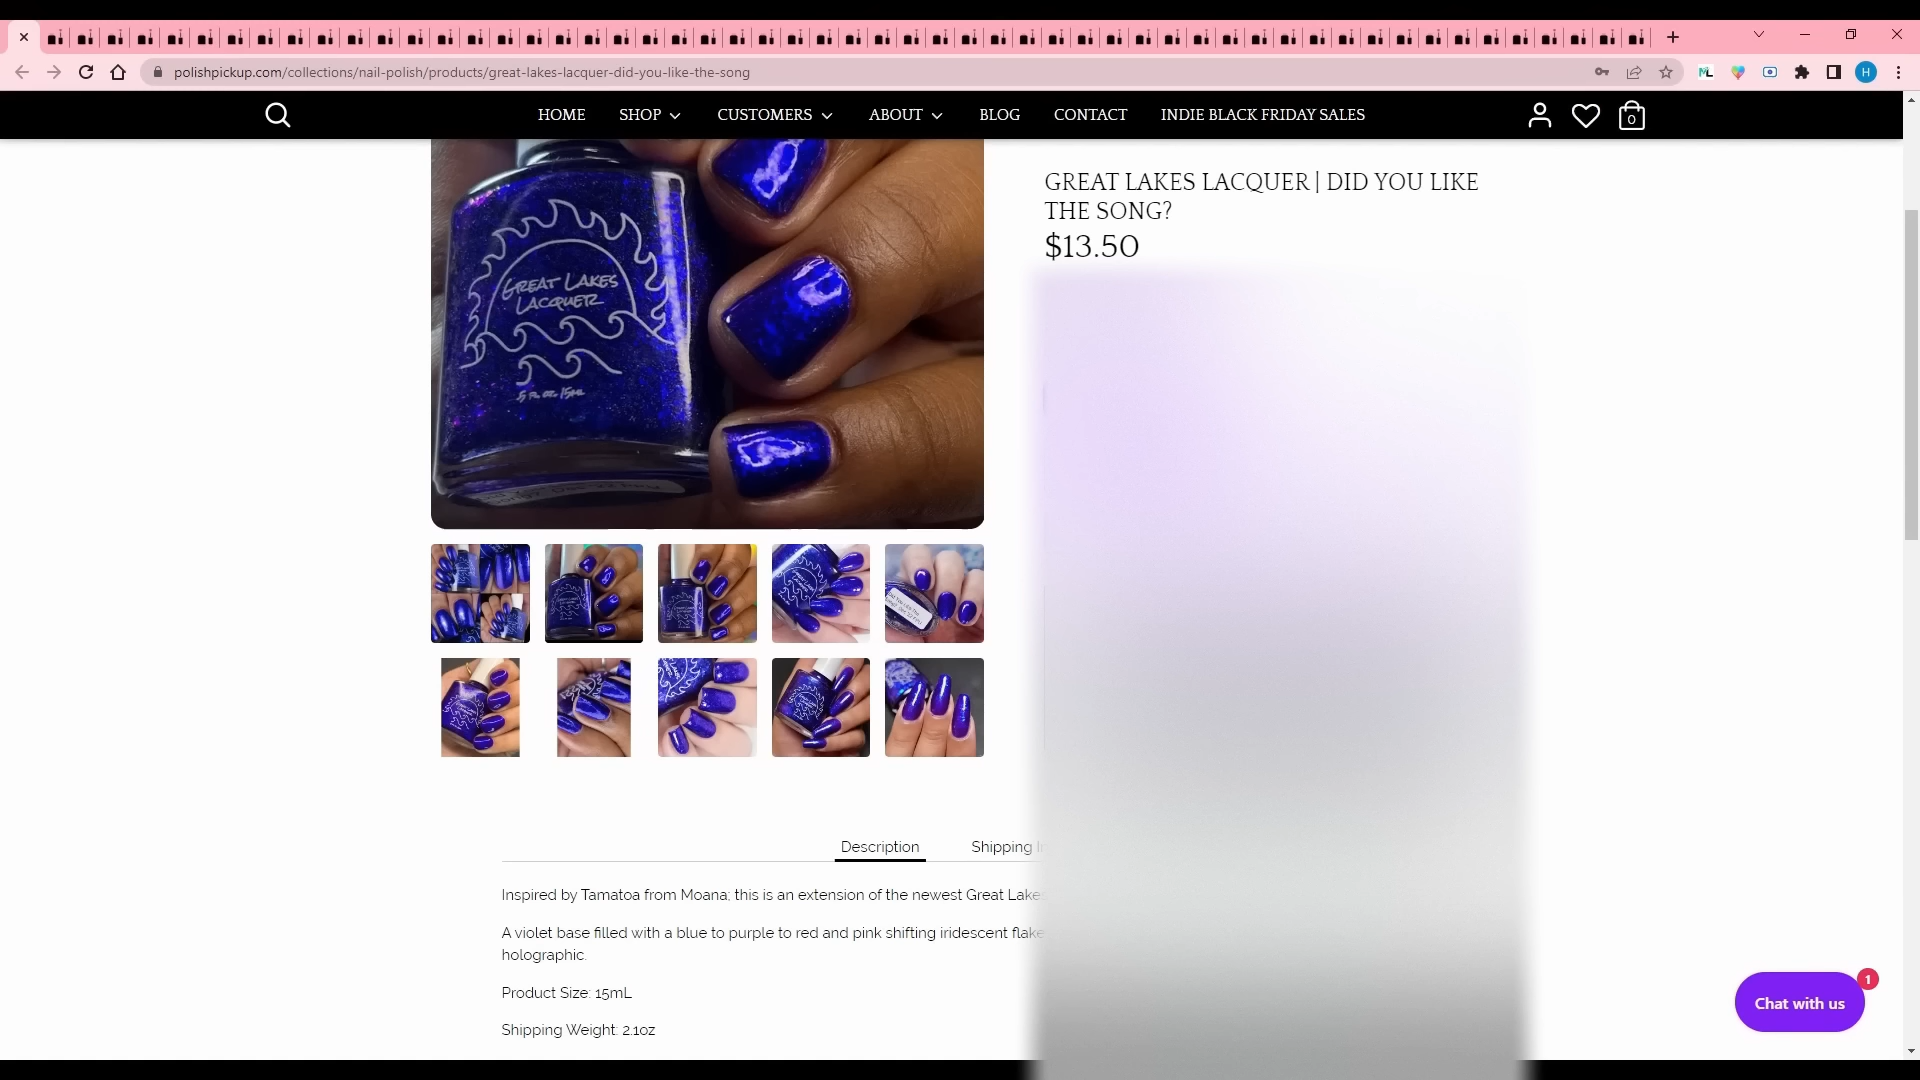 polishpickup.com/collections/nail-polish/products/great-lakes-lacquer-did-you-like-the-song
H
HOME SHOP CUSTOMERS ABOUT BLOG CONTACT INDIE BLACK FRIDAY SALES
0
GREAT LAKES LACQUER | DID YOU LIKE
THE SONG?
$13.50
GREAT LAKES
LACQUER
Description Shipping
Inspired by Tamatoa from Moana; this is an extension of the newest Great
A violet base filled with a blue to purple to red and pink shifting iridescent
holographic.
Product Size: 15mL
Shipping Weight: 2.1oz
1
Chat with us